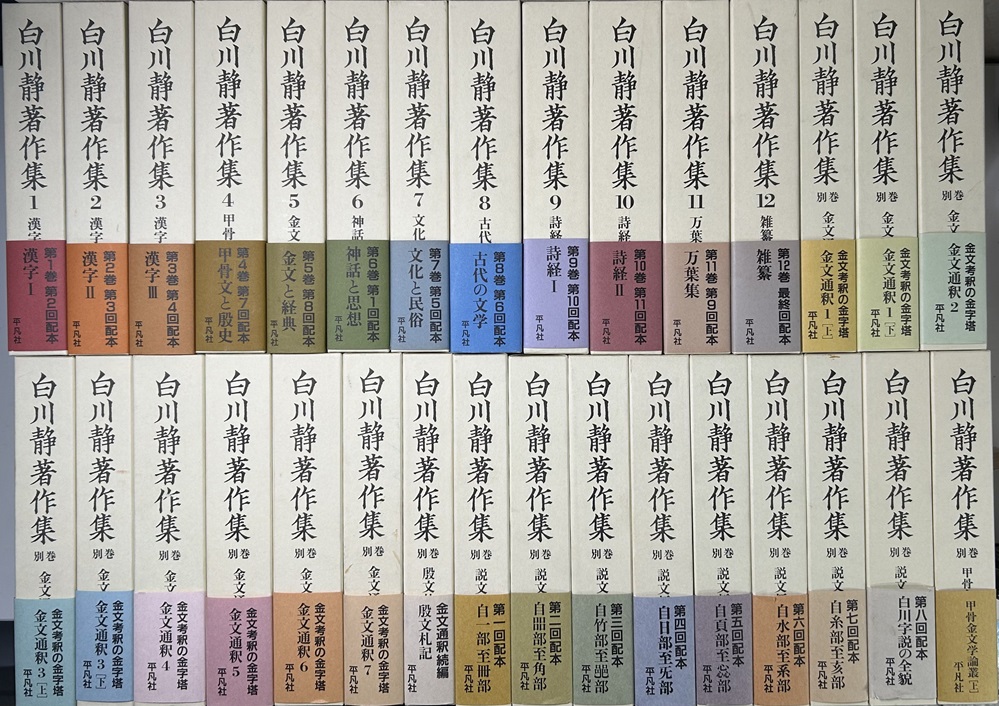 白川静著作集 1 漢字
第1巻 第2回配本
漢字Ⅰ
平凡社
白川静著作集 2 漢字
第2巻 第3回配本
漢字Ⅱ
平凡社
白川静著作集 3 漢字
第3巻 第4回配本
漢字Ⅲ
平凡社
白川静著作集 4 甲骨
第4巻 第7回配本
甲骨文と殷史
平凡社
白川静著作集 5 金文
第5巻 第8回配本
金文と経典
平凡社
白川静著作集 6 神話
第6巻 第1回配本
神話と思想
平凡社
白川静著作集 7 文化
第7巻 第5回配本
文化と民俗
平凡社
白川静著作集 8 古代
第8巻 第6回配本
古代の文学
平凡社
白川静著作集 9 詩経
第9巻 第10回配本
詩経Ⅰ
平凡社
白川静著作集 10 詩経
第10巻 第11回配本
詩経Ⅱ
平凡社
白川静著作集 11 万葉
第11巻 第9回配本
万葉集
平凡社
白川静著作集 12 雑纂
第12巻 最終回配本
雑纂
平凡社
白川静著作集 別巻 金文
金文考釈の金字塔
金文通釈1[上]
平凡社
白川静著作集 別巻 金文
金文考釈の金字塔
金文通釈1[下]
平凡社
白川静著作集 別巻 金文
金文考釈の金字塔
金文通釈2
平凡社
白川静著作集 別巻 金文
金文考釈の金字塔
金文通釈3[上]
平凡社
白川静著作集 別巻 金文
金文考釈の金字塔
金文通釈3[下]
平凡社
白川静著作集 別巻 金文
金文考釈の金字塔
金文通釈4
平凡社
白川静著作集 別巻 金文
金文考釈の金字塔
金文通釈5
平凡社
白川静著作集 別巻 金文
金文考釈の金字塔
金文通釈6
平凡社
白川静著作集 別巻 金文
金文考釈の金字塔
金文通釈7
平凡社
白川静著作集 別巻 殷文
金文通釈続編
殷文札記
平凡社
白川静著作集 別巻 説文
第一回配本
自一部至冊部
平凡社
白川静著作集 別巻 説文
第二回配本
自㗊部至角部
平凡社
白川静著作集 別巻 説文
第三回配本
自竹部至𨛜部
平凡社
白川静著作集 別巻 説文
第四回配本
自日部至旡部
平凡社
白川静著作集 別巻 説文
第五回配本
自頁部至惢部
平凡社
白川静著作集 別巻 説文
第六回配本
自水部至系部
平凡社
白川静著作集 別巻 説文
第七回配本
自糸部至亥部
平凡社
白川静著作集 別巻 説文
第八回配本
白川字説の全貌
平凡社
白川静著作集 別巻 甲骨
甲骨金文学論叢[上]
平凡社